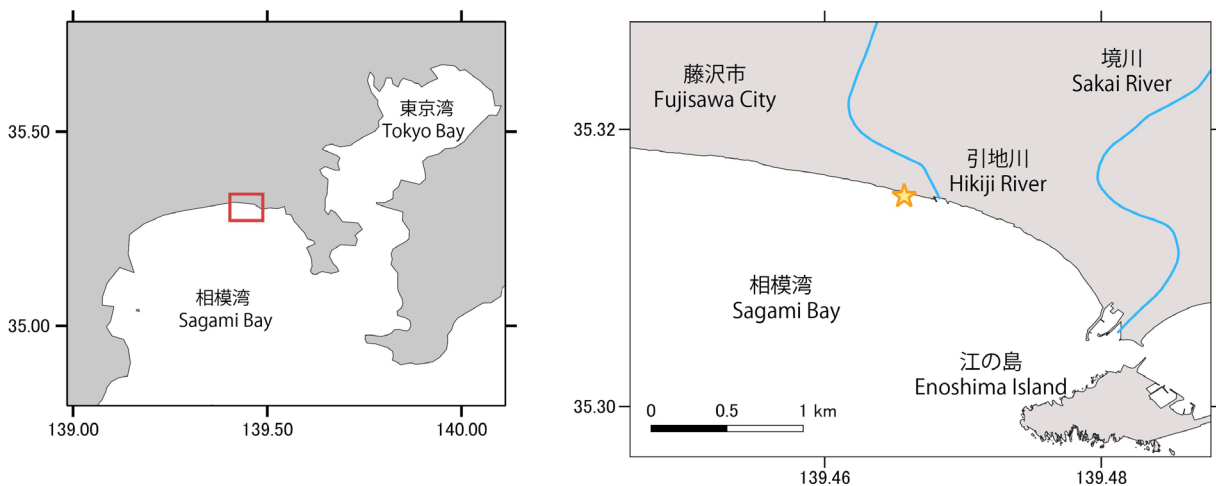 35.50
35.00
139.00
139.50
140.00
東京湾
Tokyo Bay
相模湾
Sagami Bay
藤沢市
Fujisawa City
境川
Sakai River
引地川
Hikiji River
相模湾
Sagami Bay
江の島
Enoshima Island
0 0.5 1 km
35.32
35.30
139.46
139.48